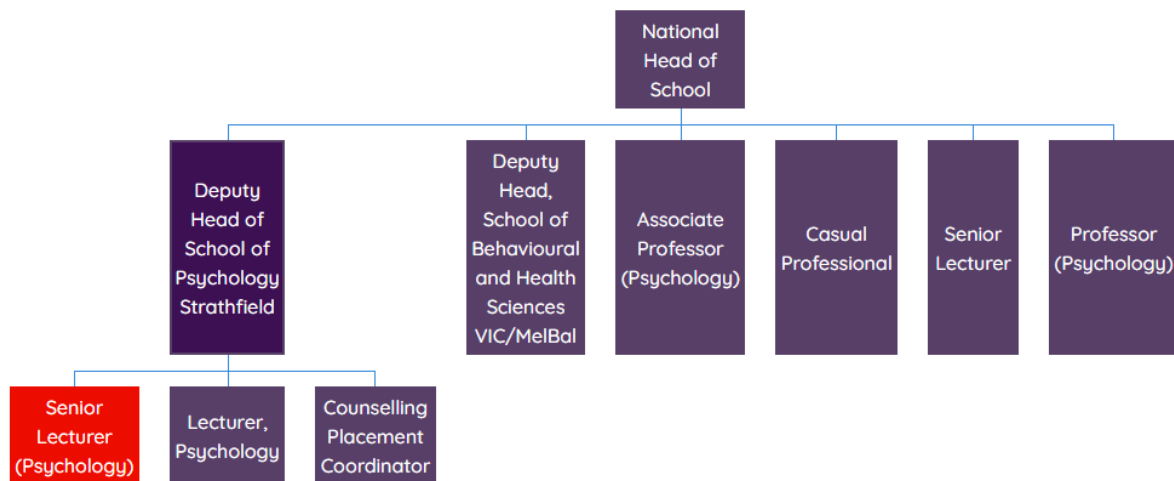 National
Head of
School
Deputy
Head of
School of
Psychology
Strathfield
Deputy
Head,
School of
Behavioural
and Health
Sciences
VIC/MelBal
Associate
Professor
(Psychology)
Casual
Professional
Senior
Lecturer
Professor
(Psychology)
Senior
Lecturer
(Psychology)
Lecturer,
Psychology
Counselling
Placement
Coordinator